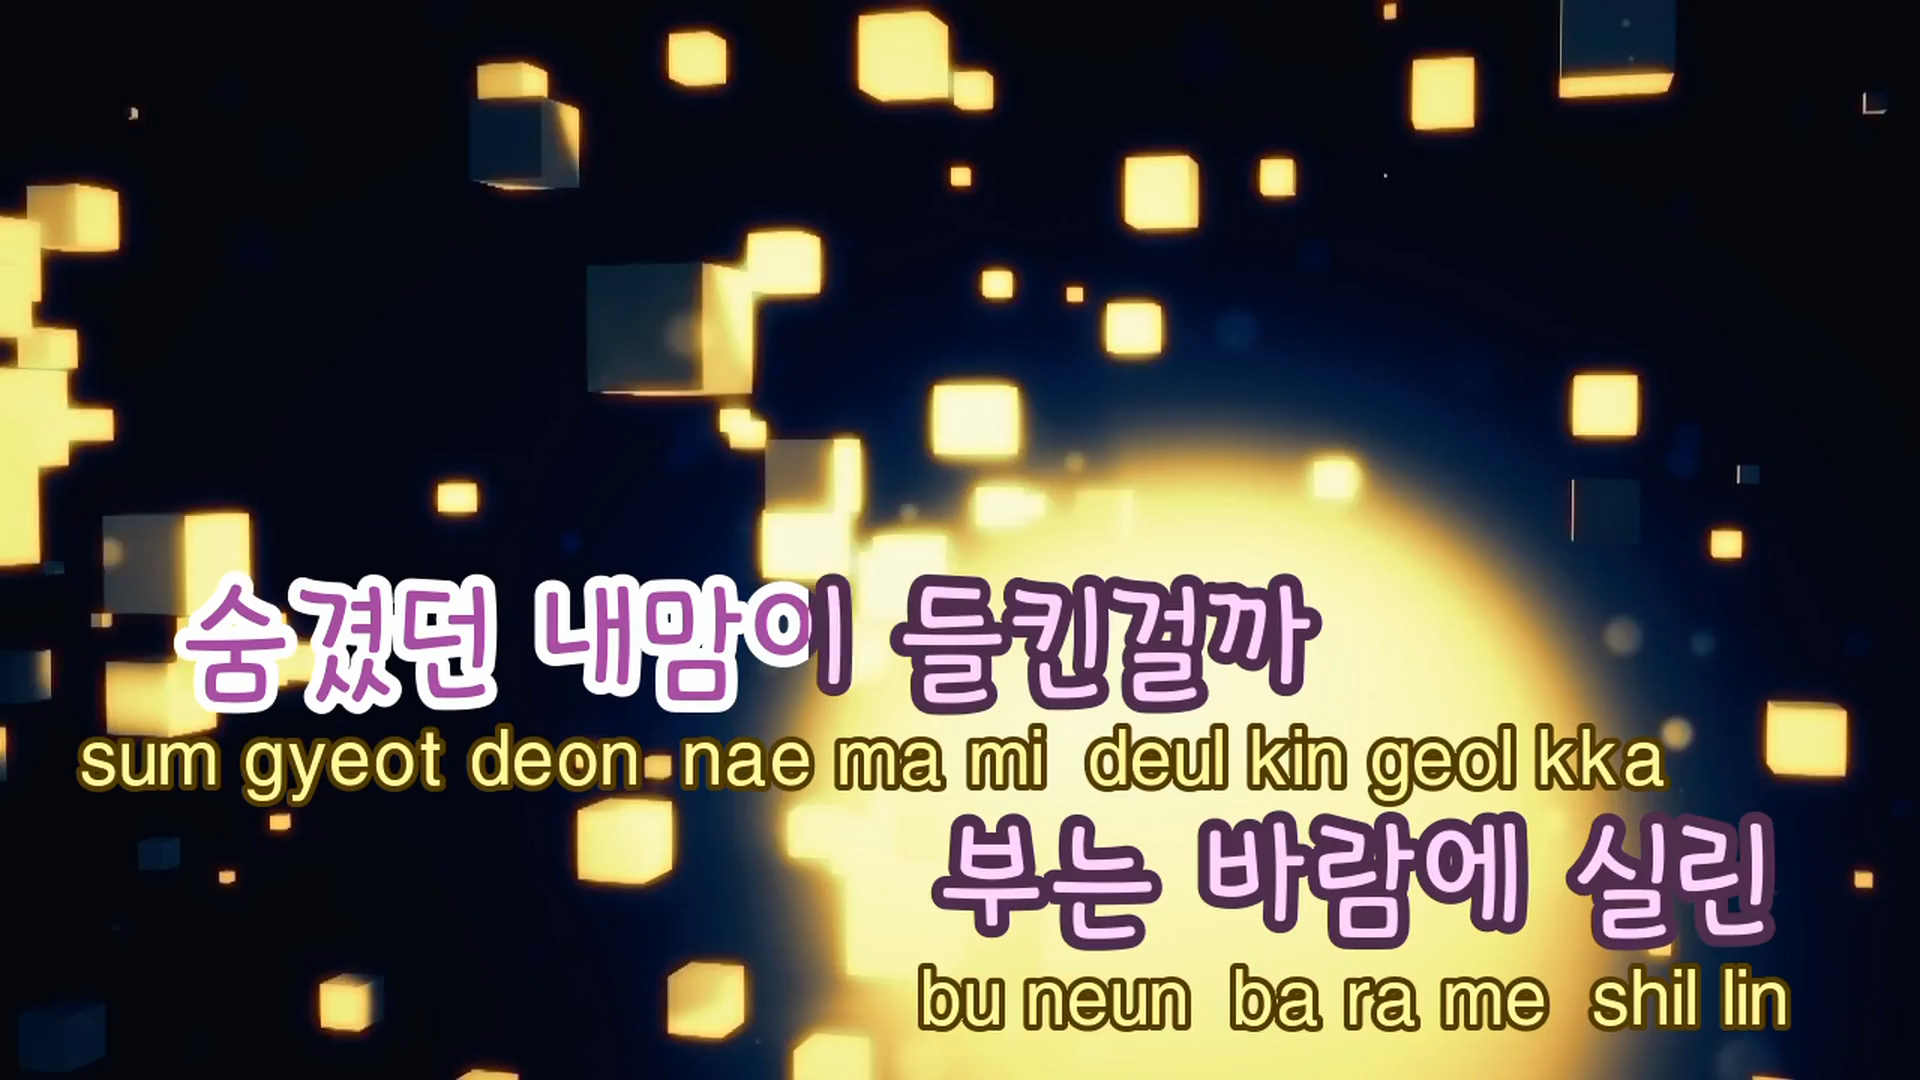 숨겼던 내맘이 들킨걸까
sum gyeot deon nae ma mi deul kin geol kka
부는 바람에 실린
bu neun ba ra me shil lin